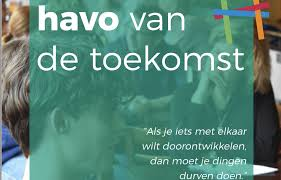 havo van
de toekomst
"Als je iets met elkaar
wilt doorontwikkelen,
dan moet je dingen
durven doen."